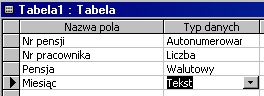 Tabela1 : Tabela
Nazwa pola Typ danych
Nr pensji Autonumerowar
Nr pracownika Liczba
Pensja Walutowy
Miesiąc Tekst